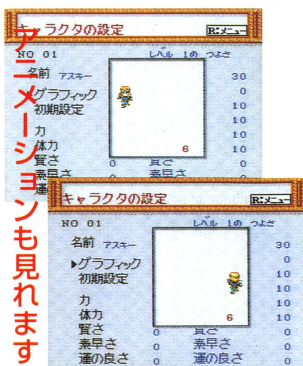 アニメーションも見れます
キャラクタの設定
R:メニュー
NO 01
レベル 1の つよさ
名前 アスキー
30
グラフィック
0
初期設定
10
10
力
10
体力
6
10
賢さ
0
賢さ
0
素早さ
0
素早さ
0
運
キャラクタの設定
R:メニュー
NO 01
レベル 1の つよさ
名前 アスキー
30
▶グラフィック
0
初期設定
10
10
力
10
体力
6
10
賢さ
0
賢さ
0
素早さ
0
素早さ
0
運の良さ
0
運の良さ
0